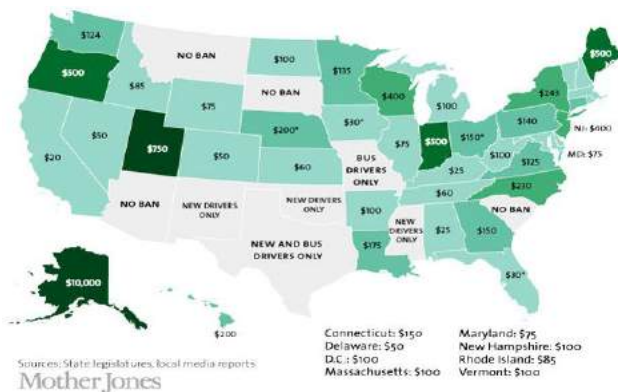 $124
NO BAN
$100
$135
$500
$500
$85
NO BAN
$400
$243
$75
$100
$200*
$30*
$140
NJ: $400
$50
$750
$75
$500
$150*
$20
$50
$60
BUS
DRIVERS
ONLY
$100
$125
MD: $75
$25
$60
$230
NO BAN
NEW DRIVERS
ONLY
NEW DRIVERS
ONLY
$100
NO BAN
NEW AND BUS
DRIVERS ONLY
NEW
DRIVERS
ONLY
$25
$150
$175
$30*
$10,000
$200
Connecticut: $150
Delaware: $50
D.C.: $100
Massachusetts: $100
Maryland: $75
New Hampshire: $100
Rhode Island: $85
Vermont: $100
Sources: State legislatures, local media reports
Mother Jones